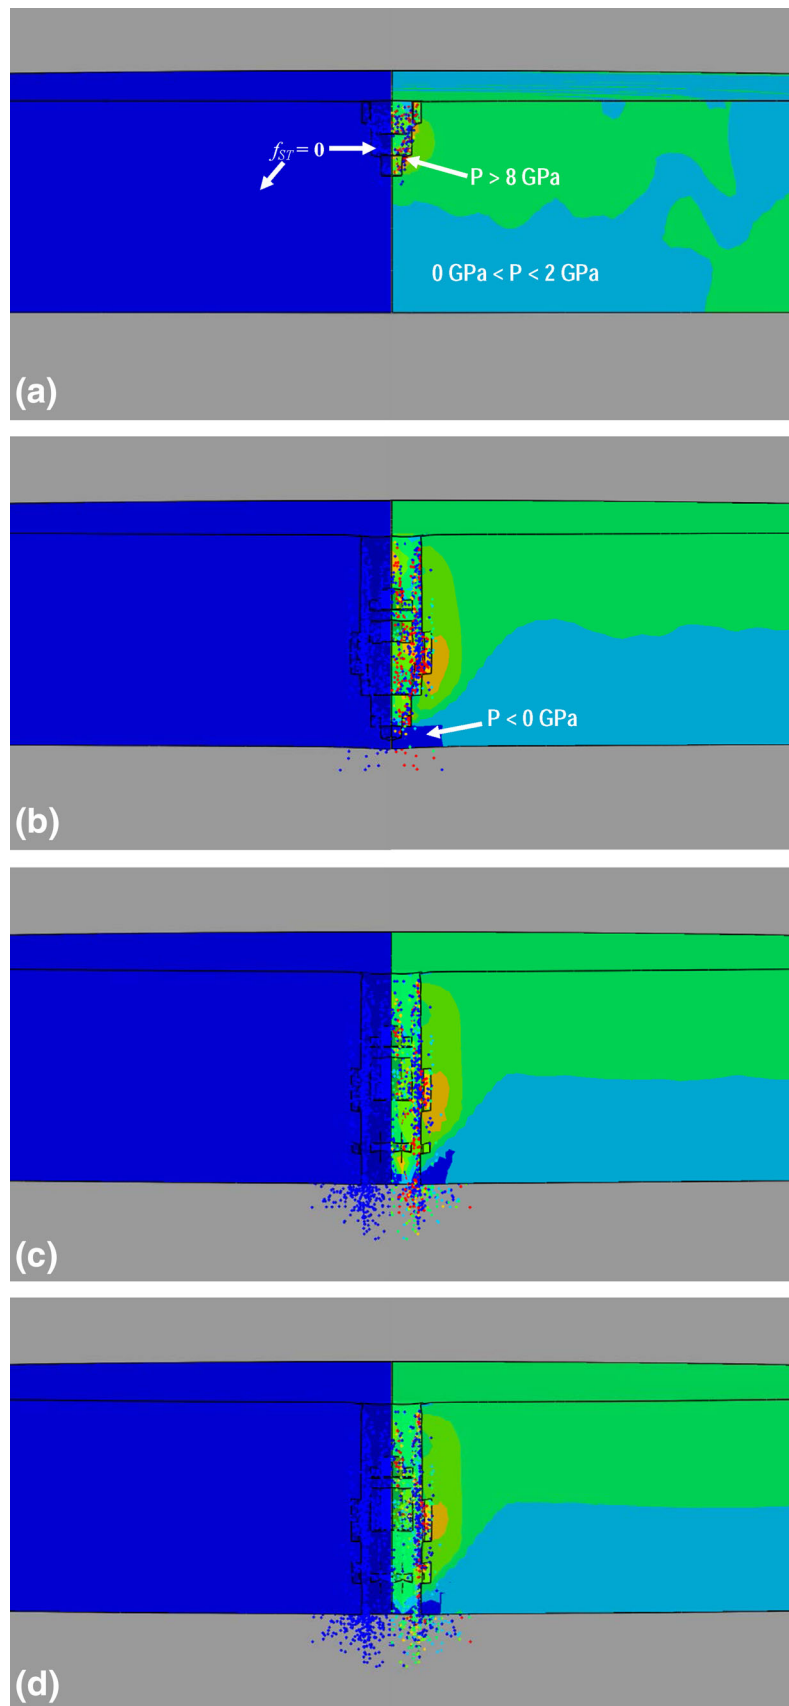 f_ST = 0
P > 8 GPa
0 GPa < P < 2 GPa
(a)
P < 0 GPa
(b)
(c)
(d)